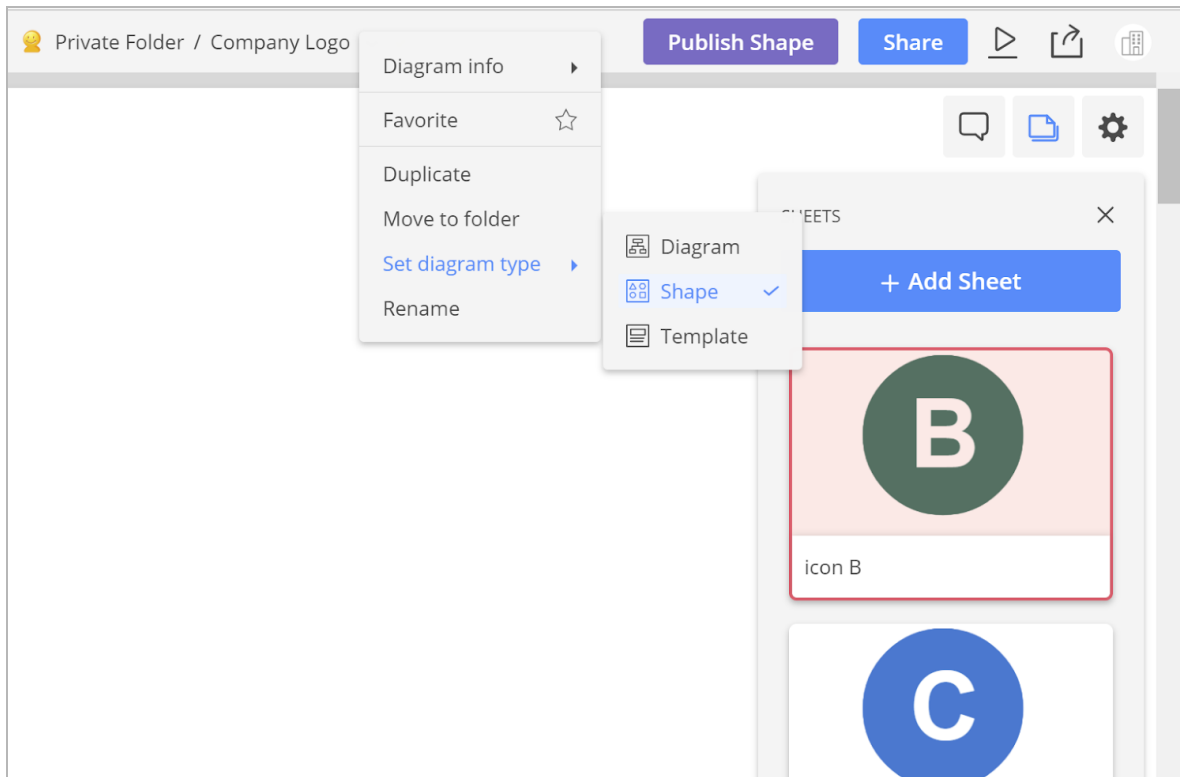 Private Folder / Company Logo
Publish Shape
Share
Diagram info
Favorite
Duplicate
Move to folder
Set diagram type
Rename
Diagram
Shape
Template
HEETS
+ Add Sheet
B
icon B
C